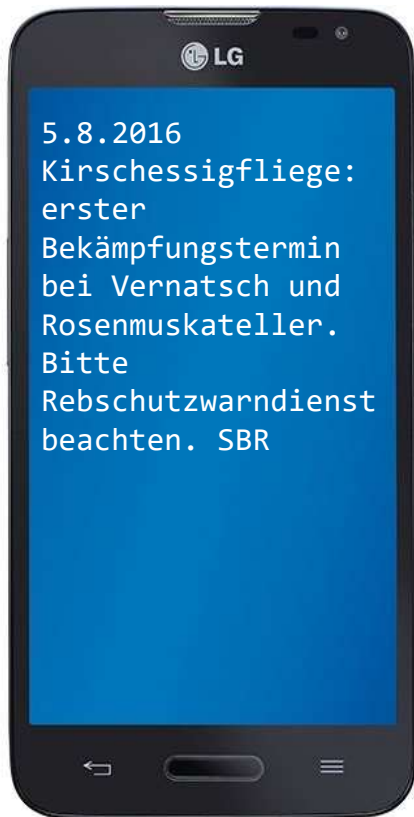 LG
5.8.2016
Kirschessigfliege:
erster
Bekämpfungstermin
bei Vernatsch und
Rosenmuskateller.
Bitte
Rebschutzwarndienst
beachten. SBR